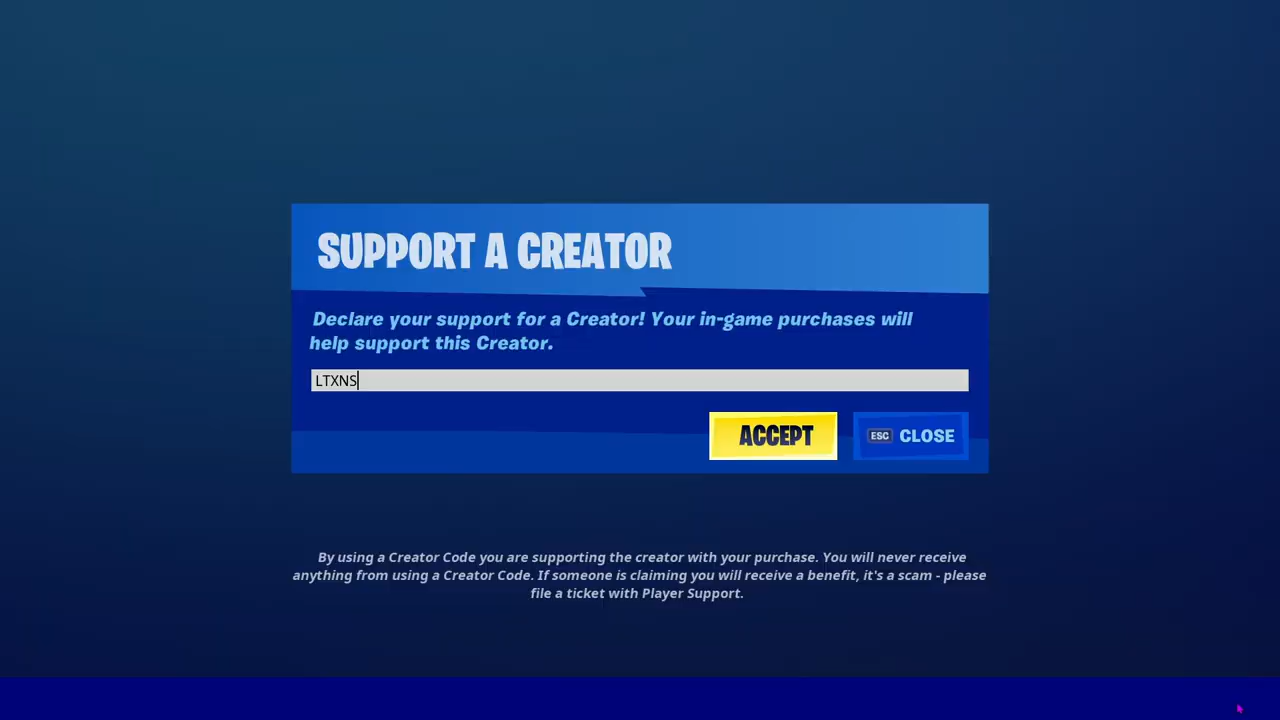 SUPPORT A CREATOR
Declare your support for a Creator! Your in-game purchases will
help support this Creator.
LTXNS
ACCEPT
ESC CLOSE
By using a Creator Code you are supporting the creator with your purchase. You will never receive
anything from using a Creator Code. If someone is claiming you will receive a benefit, it's a scam - please
file a ticket with Player Support.